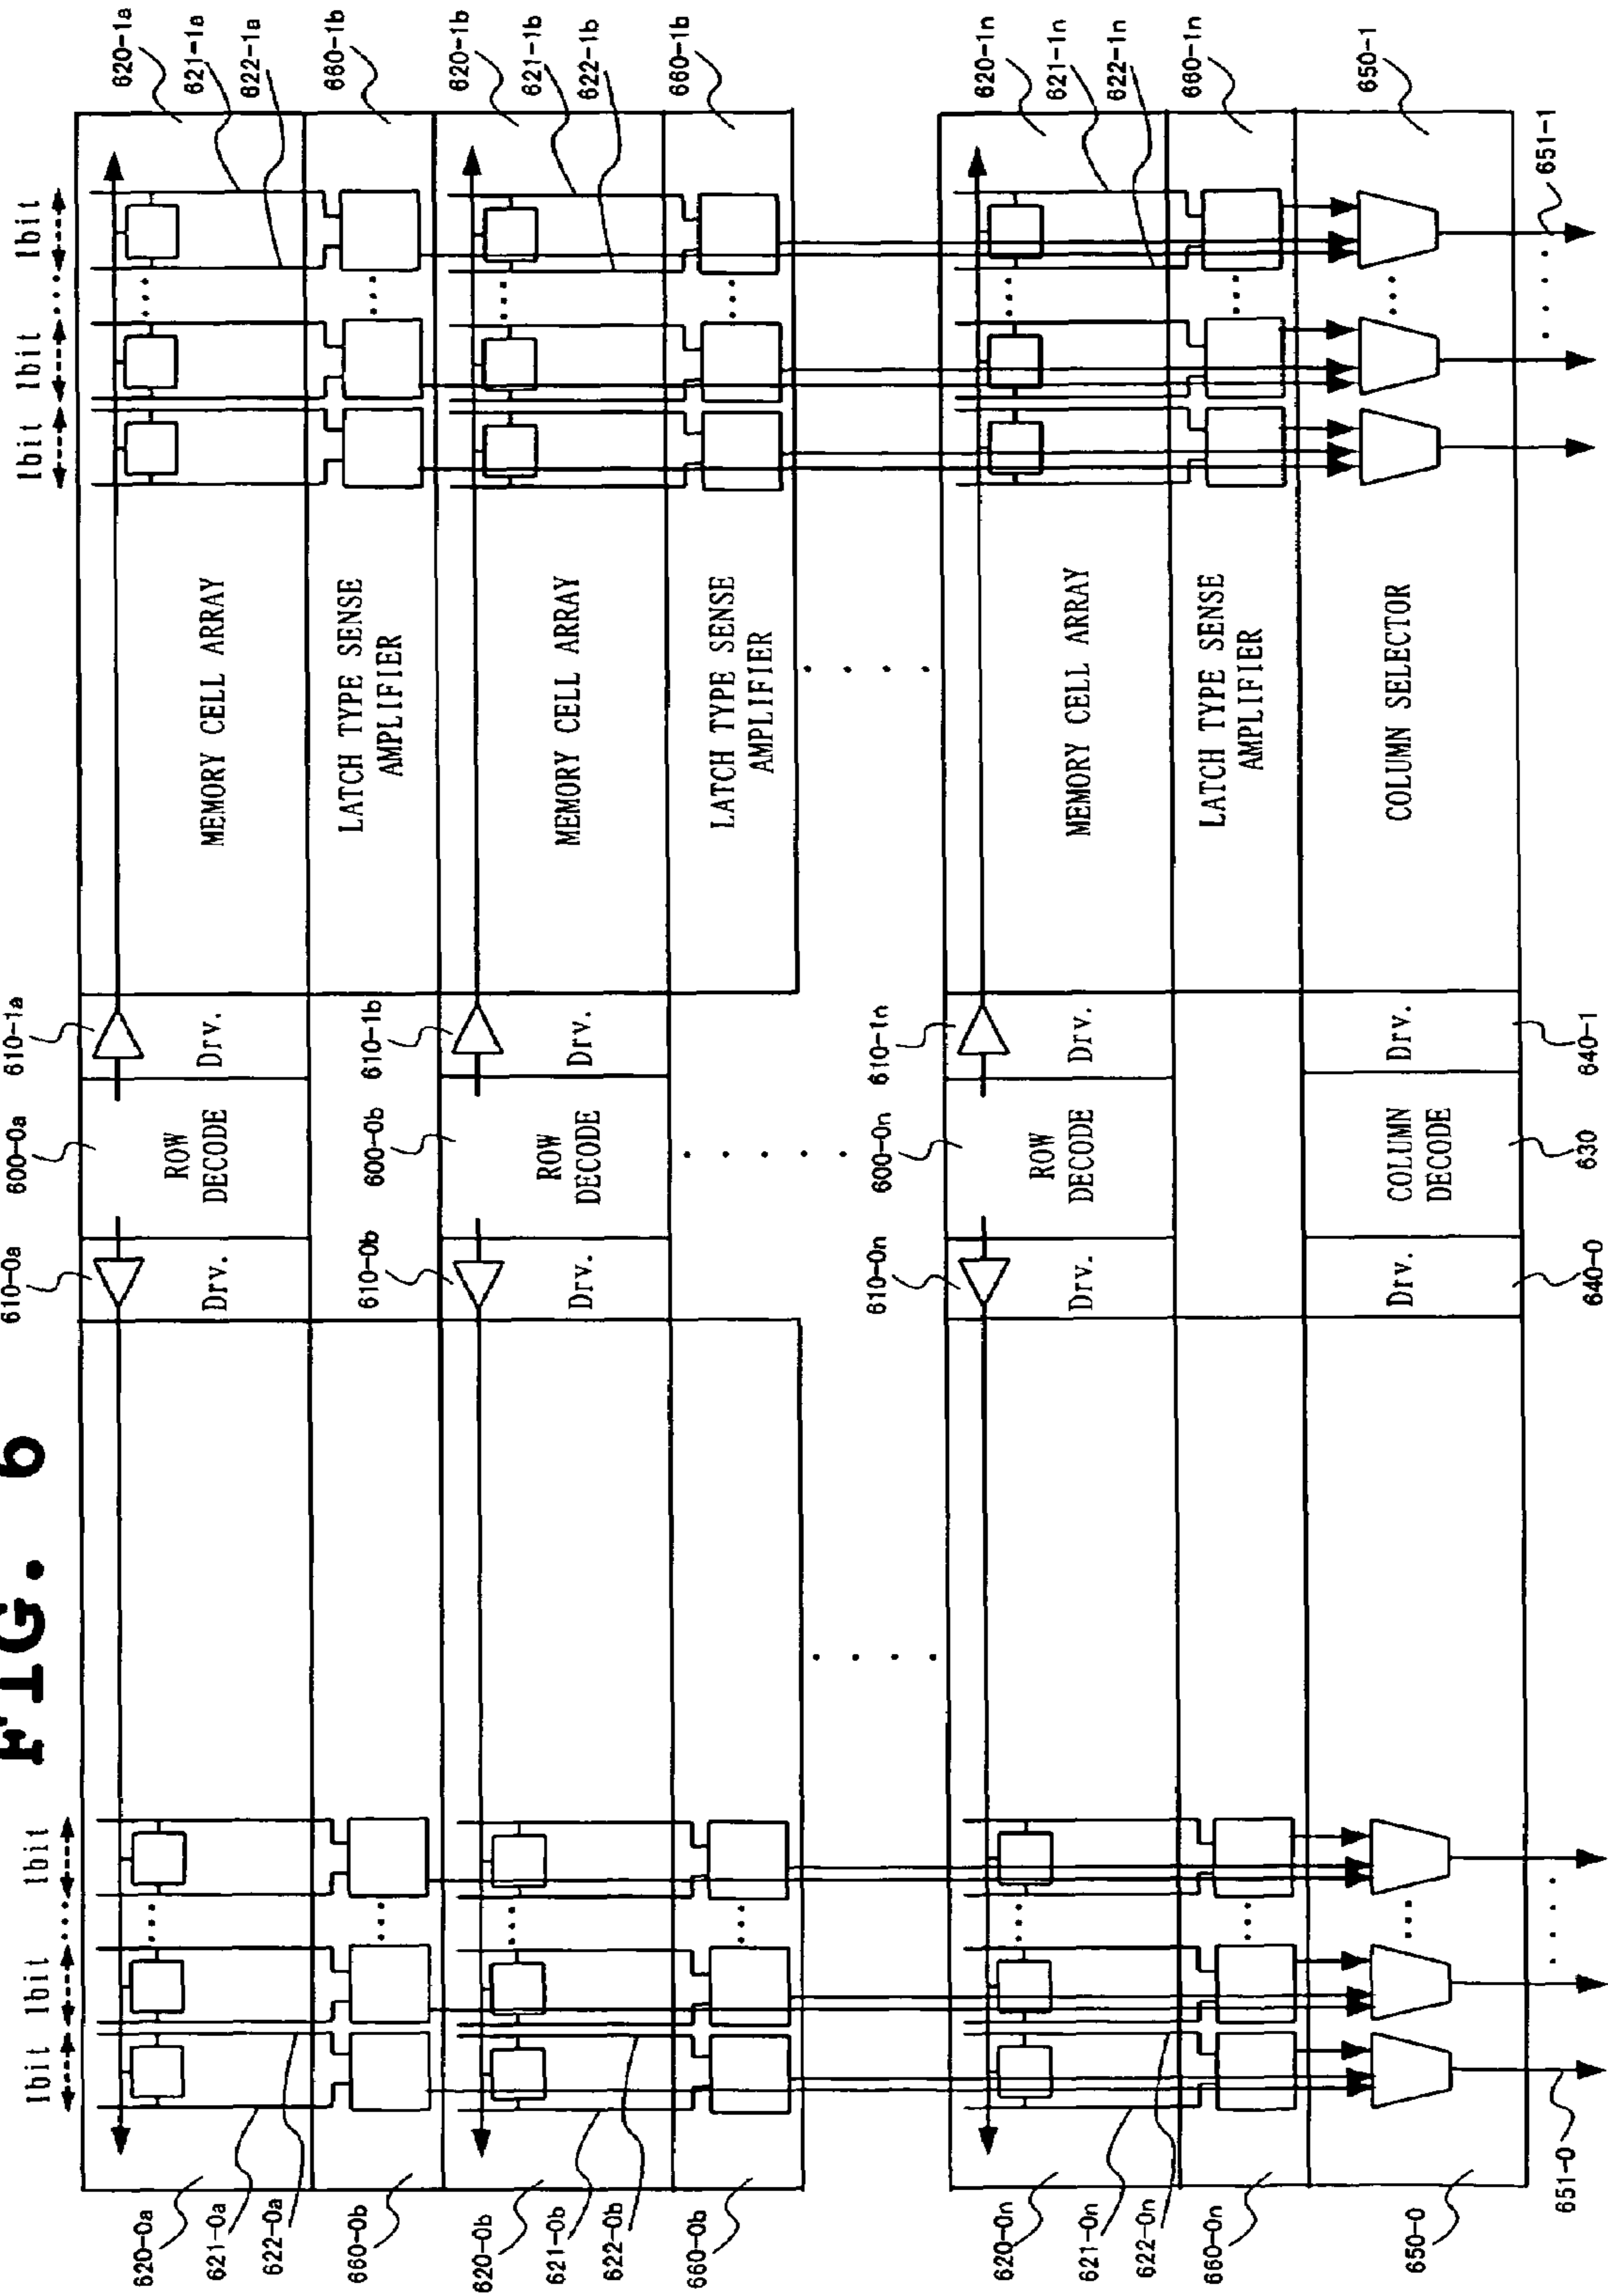 FIG. 6
1bit 1bit .... 1bit
610-0a 600-0a 610-1a
1bit 1bit .... 1bit
620-0a
621-0a
622-0a
Drv.
ROW
DECODE
Drv.
MEMORY CELL ARRAY
620-1a
621-1a
622-1a
660-0b
LATCH TYPE SENSE
AMPLIFIER
660-1b
610-0b 600-0b 610-1b
620-0b
621-0b
622-0b
Drv.
ROW
DECODE
Drv.
MEMORY CELL ARRAY
620-1b
621-1b
622-1b
660-0b
LATCH TYPE SENSE
AMPLIFIER
660-1b
610-0n 600-0n 610-1n
620-0n
621-0n
622-0n
Drv.
ROW
DECODE
Drv.
MEMORY CELL ARRAY
620-1n
621-1n
622-1n
660-0n
LATCH TYPE SENSE
AMPLIFIER
660-1n
650-0
Drv.
COLUMN
DECODE
Drv.
COLUMN SELECTOR
650-1
651-0
640-0 630 640-1
651-1